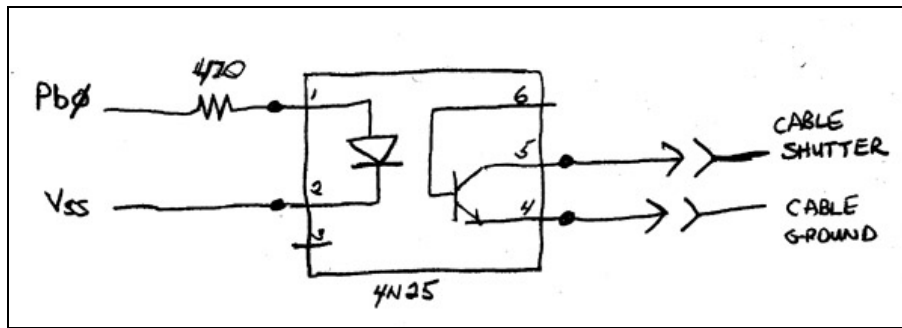 470
Pbø
1
6
CABLE
SHUTTER
5
2
Vss
4
CABLE
GROUND
3
4N25